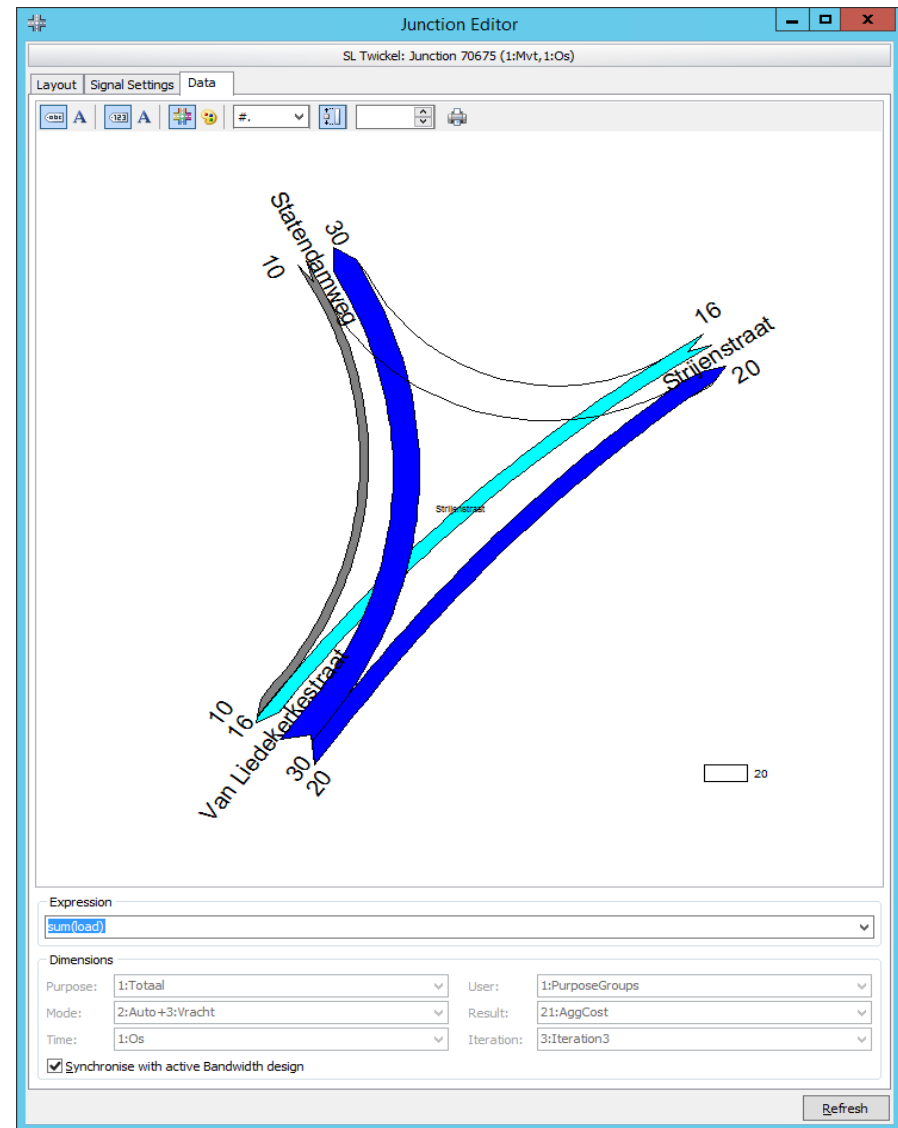 Junction Editor
SL Twickel: Junction 70675 (1:Mvt,1:Os)
Layout Signal Settings Data
abc A 123 A #.
Statendamweg
30
10
16
Strijenstraat
20
Strijenstraat
10
16
Van Liedekerkestraat
30
20
20
Expression
sum(load)
Dimensions
Purpose: 1:Totaal User: 1:PurposeGroups
Mode: 2:Auto+3:Vracht Result: 21:AggCost
Time: 1:Os Iteration: 3:Iteration3
Synchronise with active Bandwidth design
Refresh